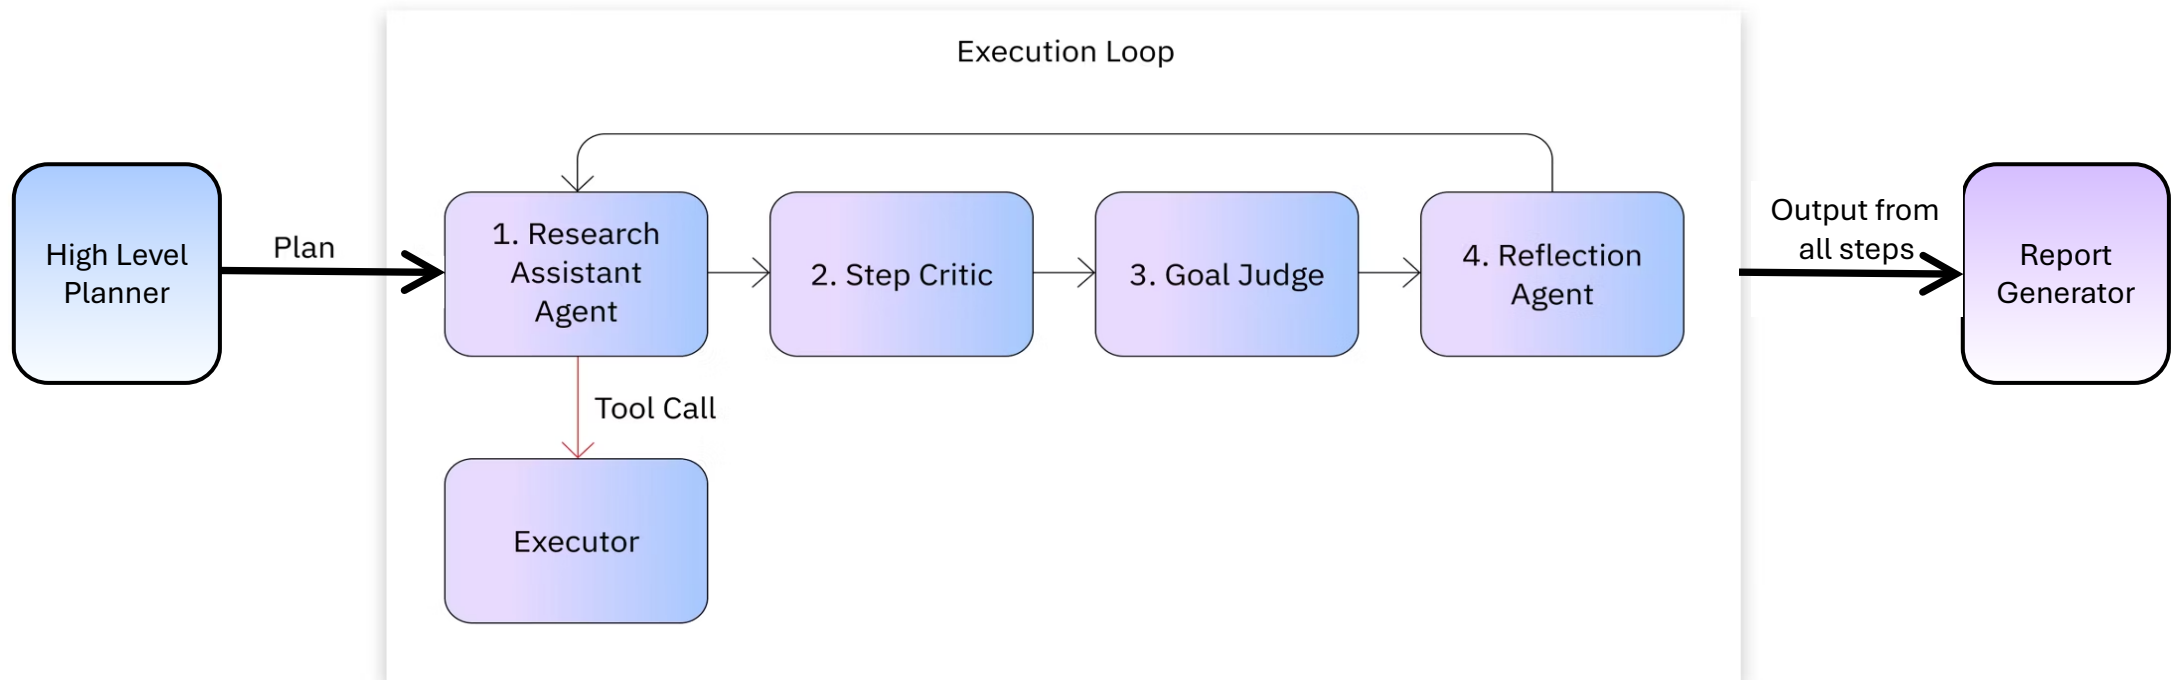 Execution Loop
High Level
Planner
Plan
1. Research
Assistant
Agent
2. Step Critic
3. Goal Judge
4. Reflection
Agent
Output from
all steps
Report
Generator
Tool Call
Executor